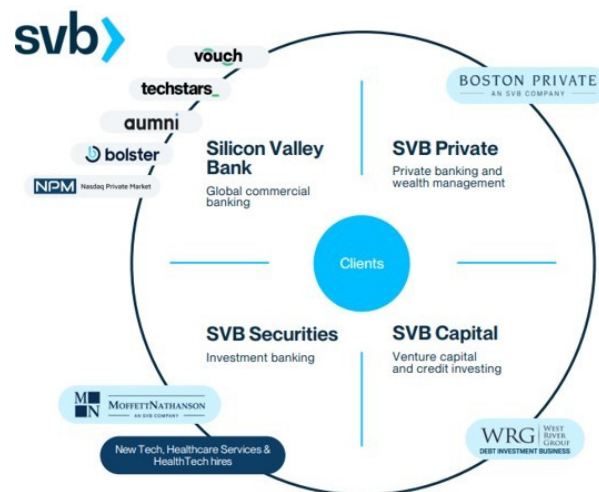 svb
vouch
techstars_
aumni
bolster
NPM Nasdaq Private Market
BOSTON PRIVATE
AN SVB COMPANY
Silicon Valley
Bank
Global commercial
banking
SVB Private
Private banking and
wealth management
Clients
SVB Securities
Investment banking
SVB Capital
Venture capital
and credit investing
M
N
MOFFETTNATHANSON
AN SVB COMPANY
New Tech, Healthcare Services &
HealthTech hires
WRG
WEST
RIVER
GROUP
DEBT INVESTMENT BUSINESS